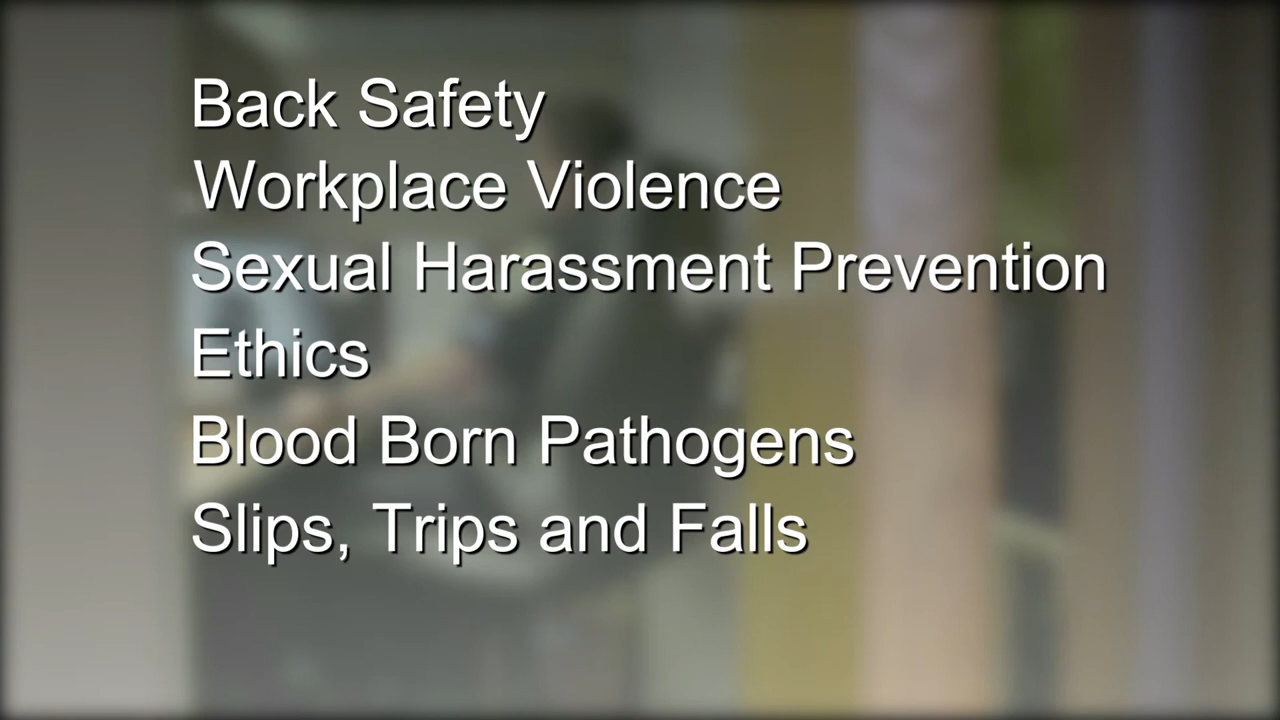 Back Safety
Workplace Violence
Sexual Harassment Prevention
Ethics
Blood Born Pathogens
Slips, Trips and Falls